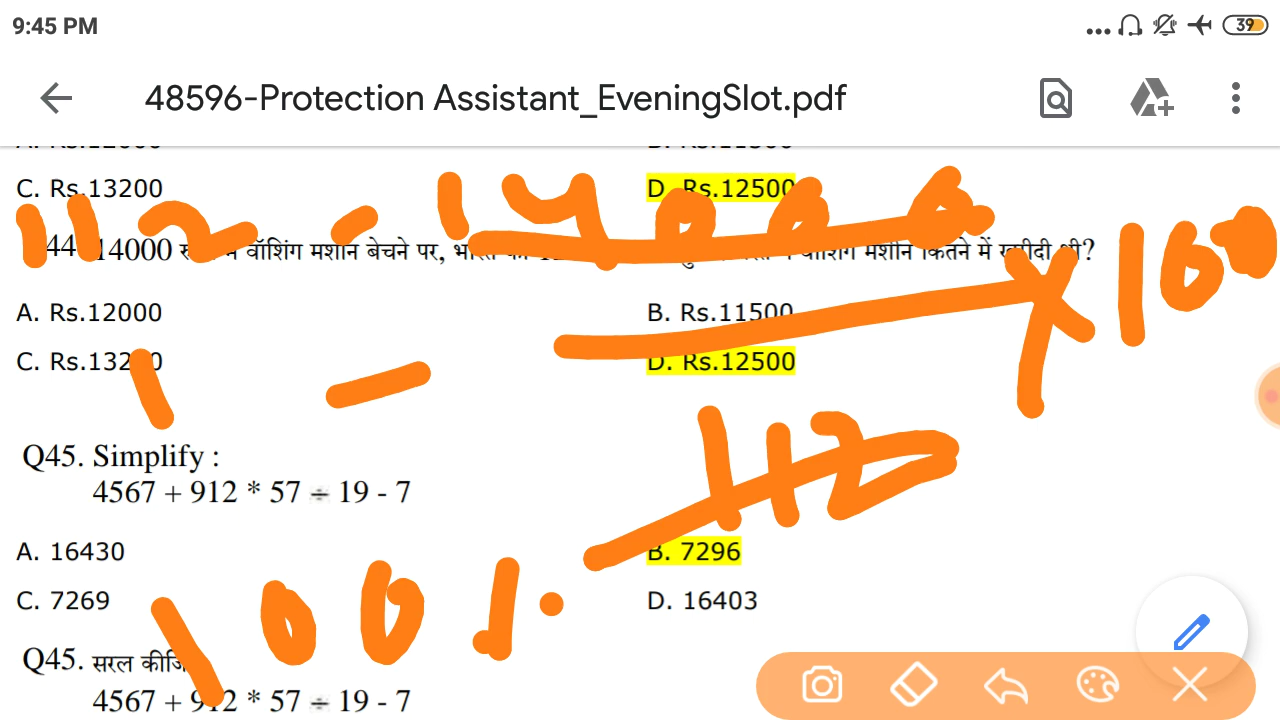 9:45 PM
39
48596-Protection Assistant_EveningSlot.pdf
C. Rs.13200 D. Rs.12500
112 - 14000
44 14000 में वॉशिंग मशीन बेचने पर, वॉशिंग मशीन कितने में ख़रीदी थी?
x 100
A. Rs.12000 B. Rs.11500
C. Rs.13200 D. Rs.12500
1 -
112
Q45. Simplify :
4567 + 912 * 57 ÷ 19 - 7
A. 16430 B. 7296
100 %.
C. 7269 D. 16403
Q45. सरल
4567 + 912 * 57 ÷ 19 - 7